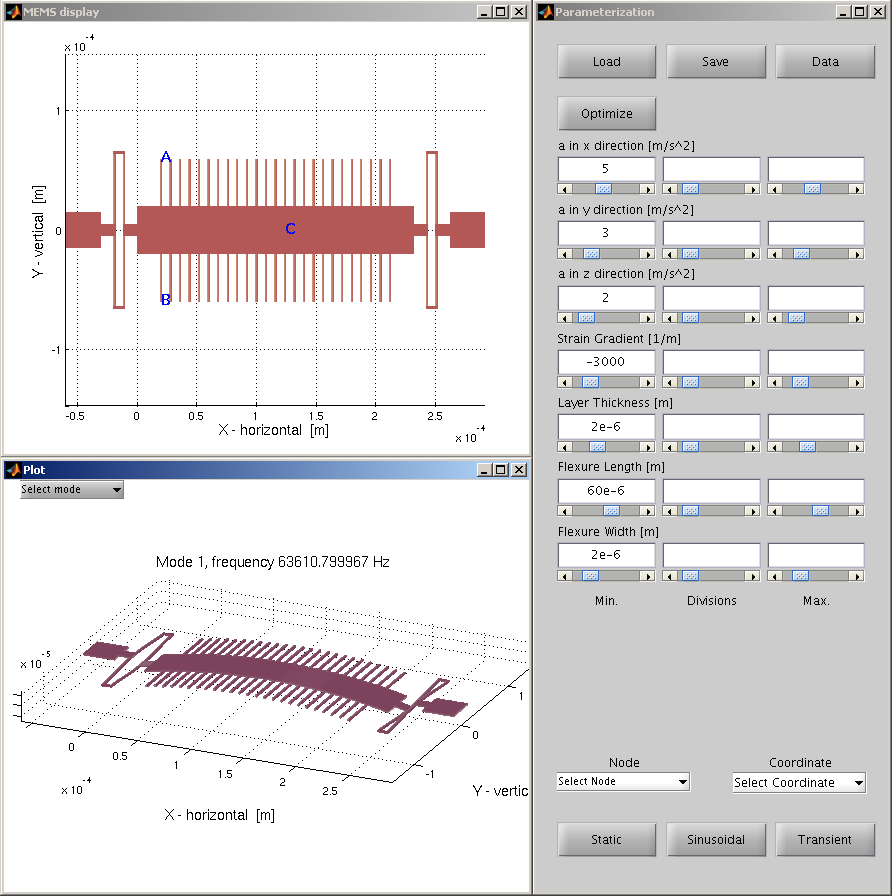 MEMS display
x 10^-4
A
C
B
1
0
-1
Y - vertical [m]
-0.5 0 0.5 1 1.5 2 2.5
X - horizontal [m]
x 10^-4
Plot
Select mode
Mode 1, frequency 63610.799967 Hz
x 10^-5
0 0.5 1 1.5 2 2.5
-1 0 1
x 10^-4
X - horizontal [m]
Y - vertic
Parameterization
Load Save Data
Optimize
a in x direction [m/s^2]
5
a in y direction [m/s^2]
3
a in z direction [m/s^2]
2
Strain Gradient [1/m]
-3000
Layer Thickness [m]
2e-6
Flexure Length [m]
60e-6
Flexure Width [m]
2e-6
Min. Divisions Max.
Node Coordinate
Select Node Select Coordinate
Static Sinusoidal Transient